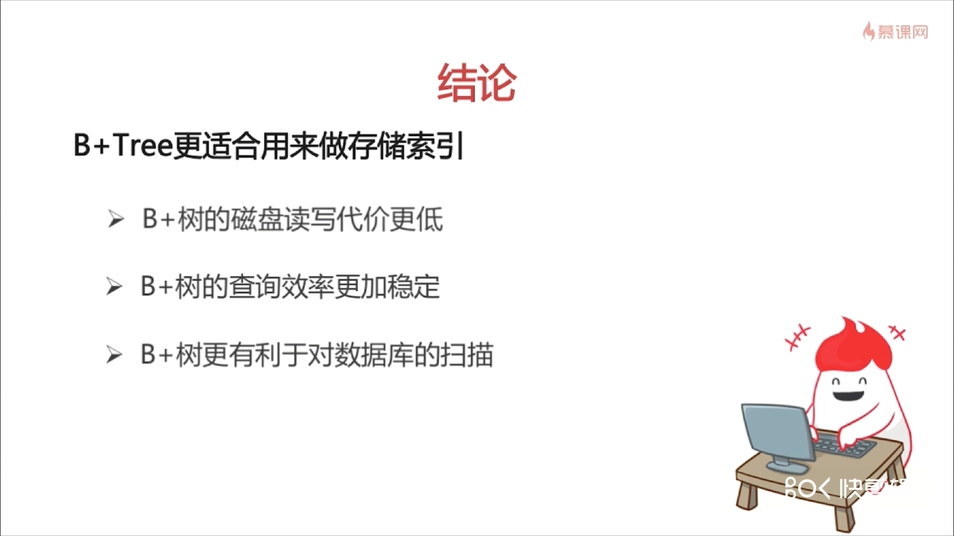 慕课网
结论
B+Tree更适合用来做存储索引
➢ B+树的磁盘读写代价更低
➢ B+树的查询效率更加稳定
➢ B+树更有利于对数据库的扫描